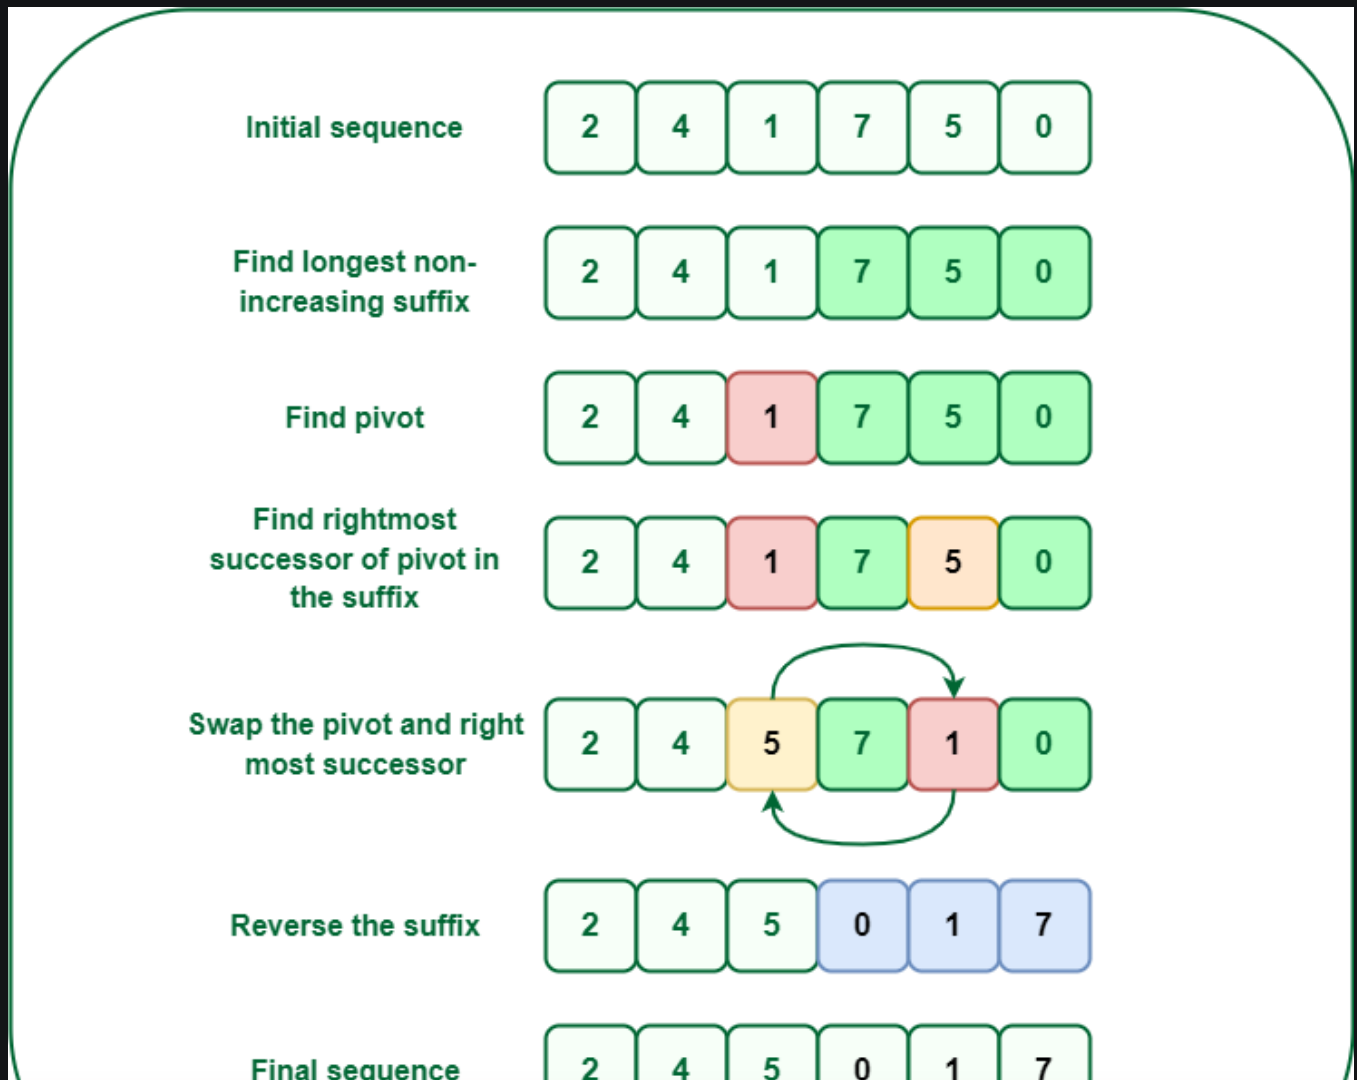 Initial sequence
2 4 1 7 5 0
Find longest non-
increasing suffix
2 4 1 7 5 0
Find pivot
2 4 1 7 5 0
Find rightmost
successor of pivot in
the suffix
2 4 1 7 5 0
Swap the pivot and right
most successor
2 4 5 7 1 0
Reverse the suffix
2 4 5 0 1 7
Final sequence
2 4 5 0 1 7